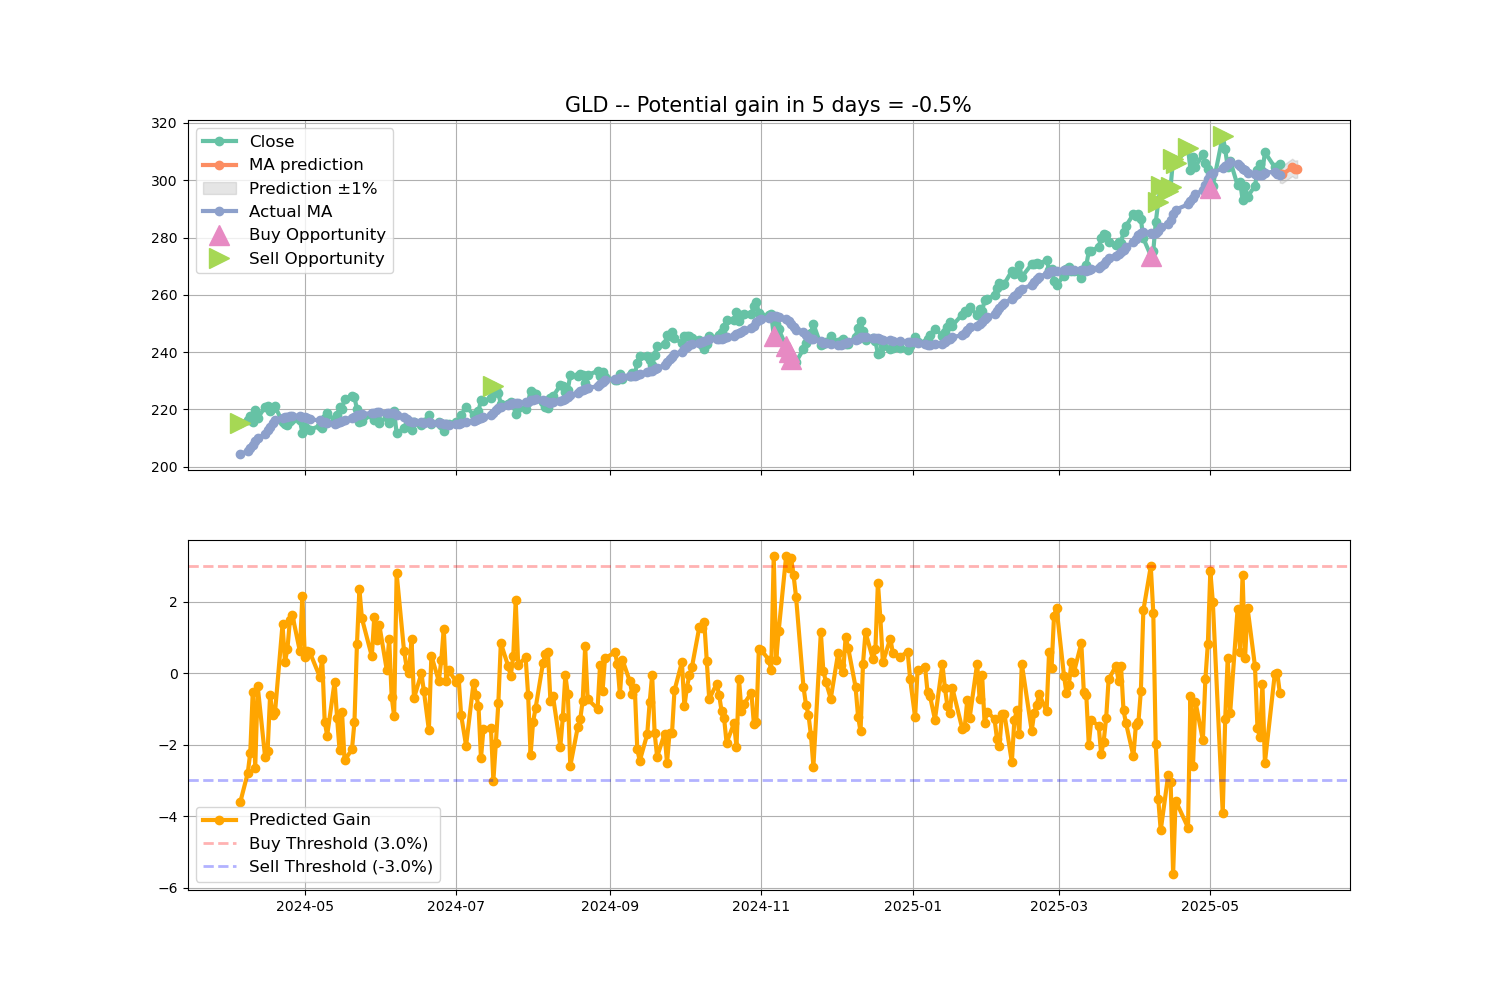 GLD -- Potential gain in 5 days = -0.5%
320
300
280
260
240
220
200
Close
MA prediction
Prediction ±1%
Actual MA
Buy Opportunity
Sell Opportunity
2
0
−2
−4
−6
Predicted Gain
Buy Threshold (3.0%)
Sell Threshold (-3.0%)
2024-05
2024-07
2024-09
2024-11
2025-01
2025-03
2025-05